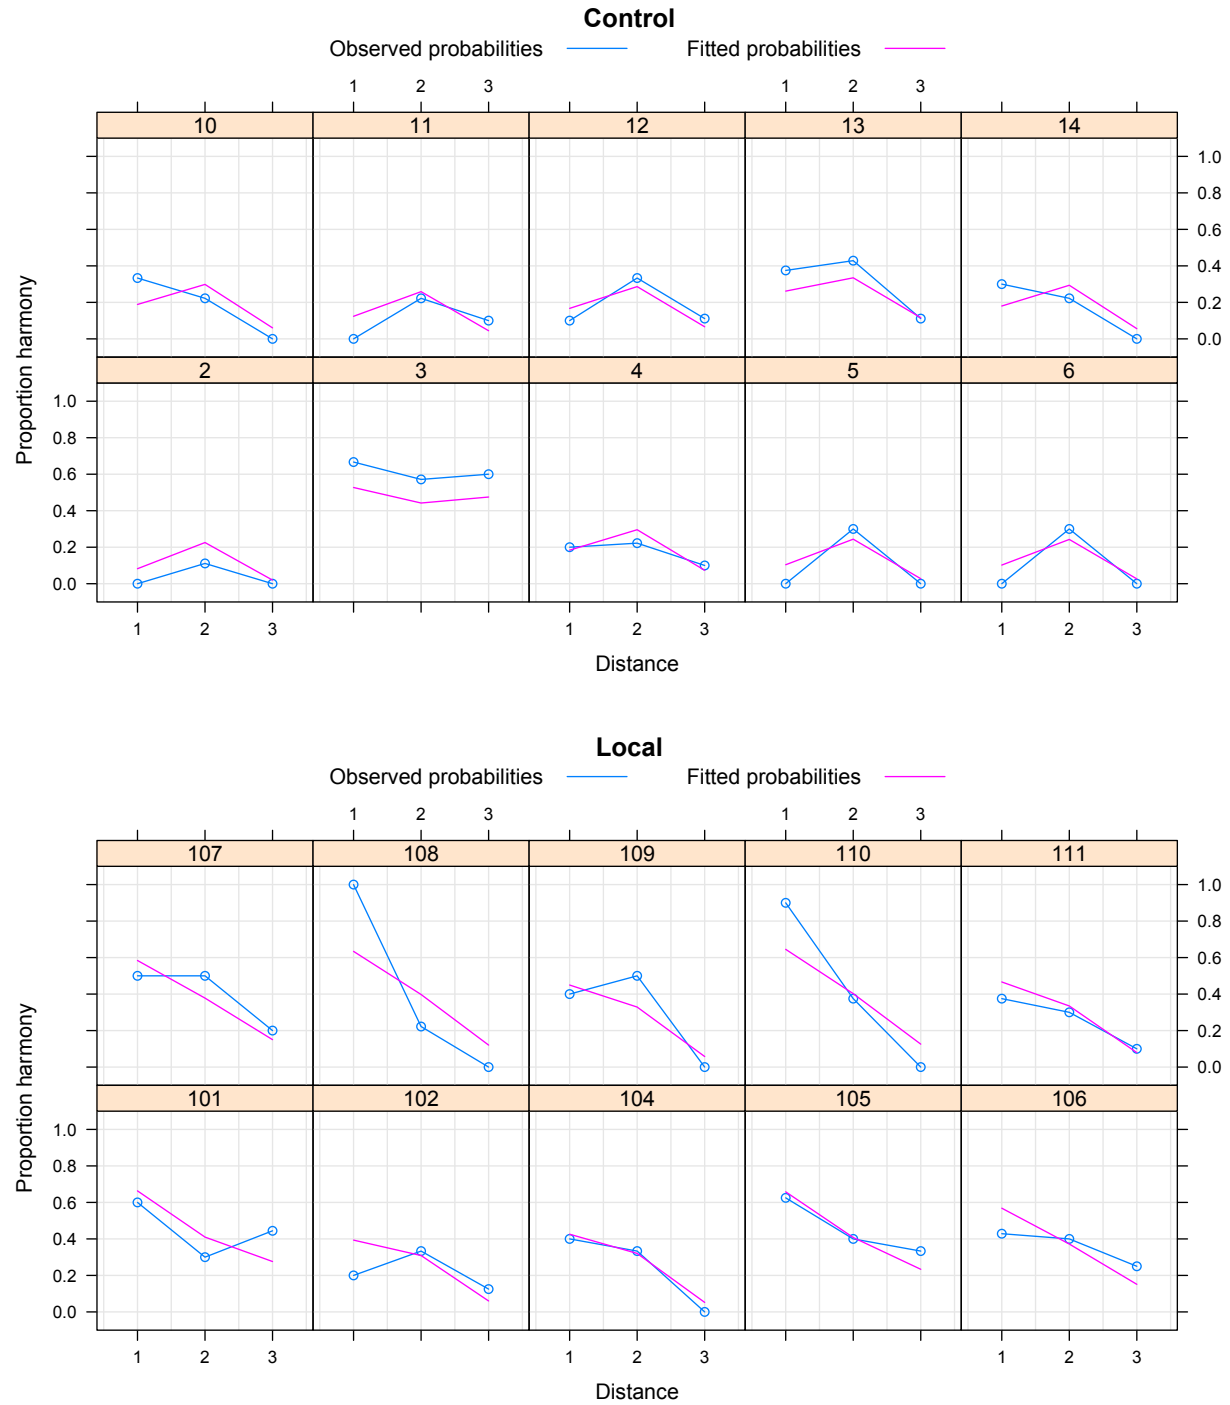 Control
Observed probabilities Fitted probabilities
1 2 3 1 2 3
10 11 12 13 14
1.0
0.8
0.6
0.4
0.2
0.0
Proportion harmony
2 3 4 5 6
1.0
0.8
0.6
0.4
0.2
0.0
1 2 3 1 2 3 1 2 3
Distance
Local
Observed probabilities Fitted probabilities
1 2 3 1 2 3
107 108 109 110 111
1.0
0.8
0.6
0.4
0.2
0.0
Proportion harmony
101 102 104 105 106
1.0
0.8
0.6
0.4
0.2
0.0
1 2 3 1 2 3 1 2 3
Distance